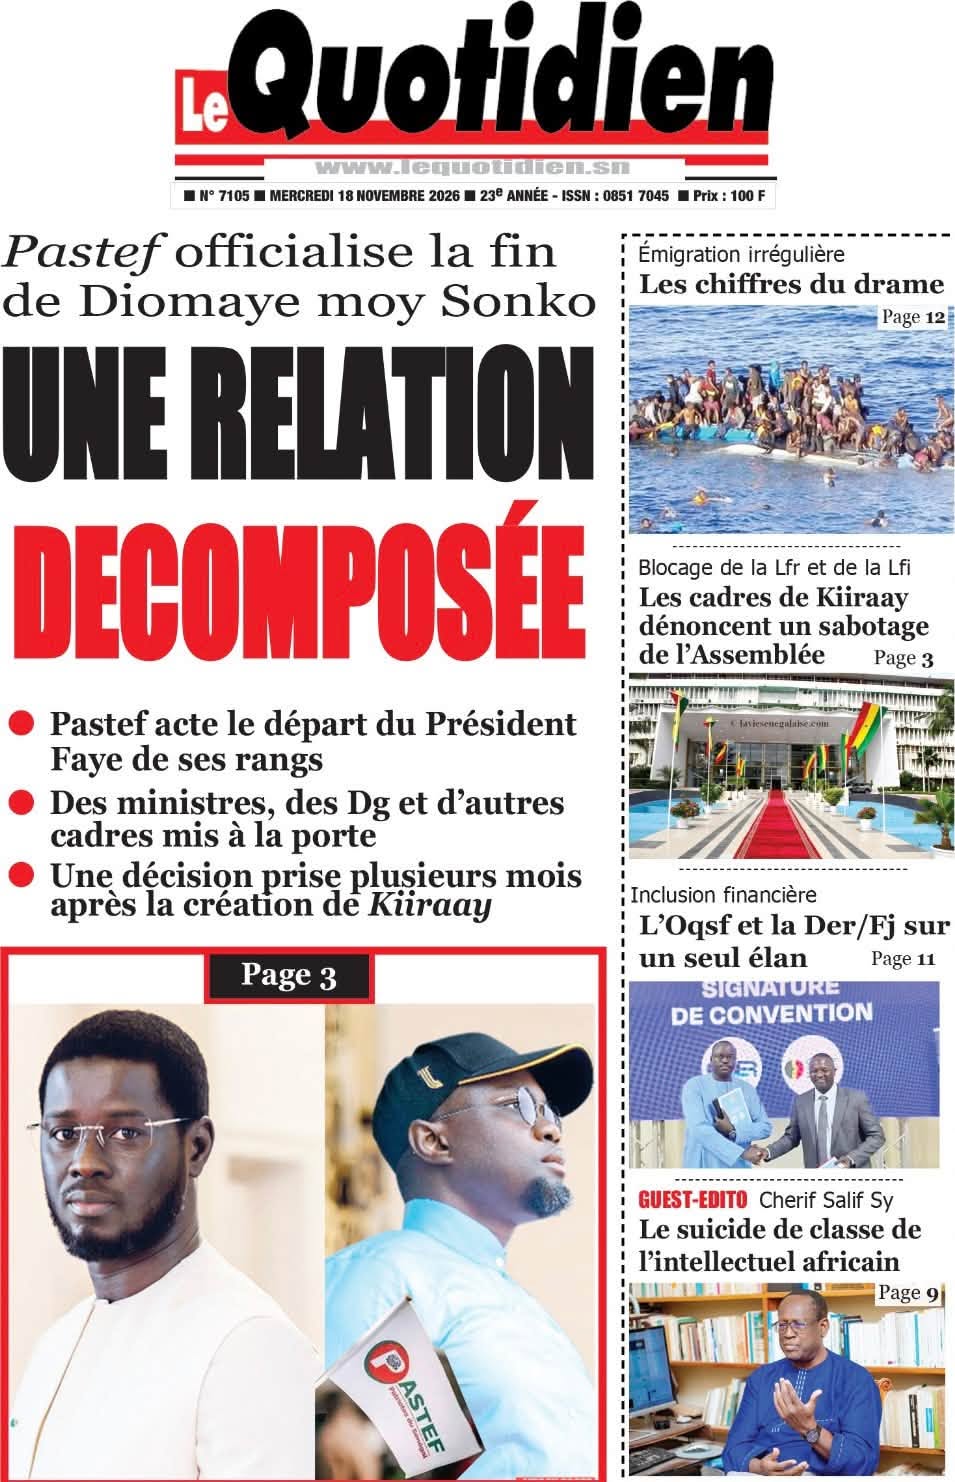 Le Quotidien
www.lequotidien.sn
■ N° 7105 ■ MERCREDI 18 NOVEMBRE 2026 ■ 23e ANNÉE - ISSN : 0851 7045 ■ Prix : 100 F
Pastef officialise la fin
de Diomaye moy Sonko
UNE RELATION
DECOMPOSÉE
● Pastef acte le départ du Président
Faye de ses rangs
● Des ministres, des Dg et d’autres
cadres mis à la porte
● Une décision prise plusieurs mois
après la création de Kiiraay
Page 3
PASTEF
Patriotes du Sénégal
Émigration irrégulière
Les chiffres du drame
Page 12
Blocage de la Lfr et de la Lfi
Les cadres de Kiiraay
dénoncent un sabotage
de l’Assemblée
Page 3
© laviesenegalaise.com
Inclusion financière
L’Oqsf et la Der/Fj sur
un seul élan
Page 11
SIGNATURE
DE CONVENTION
GUEST-EDITO Cherif Salif Sy
Le suicide de classe de
l’intellectuel africain
Page 9